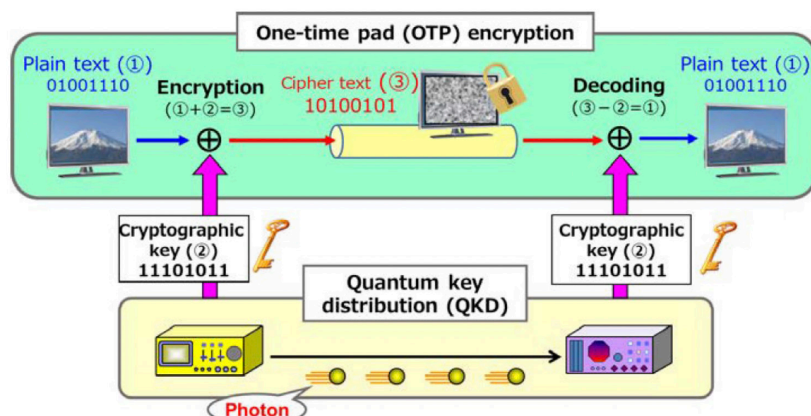 One-time pad (OTP) encryption
Plain text (①)
01001110
Encryption
(①+②=③)
Cipher text (③)
10100101
Decoding
(③−②=①)
Plain text (①)
01001110
Cryptographic
key (②)
11101011
Cryptographic
key (②)
11101011
Quantum key
distribution (QKD)
Photon